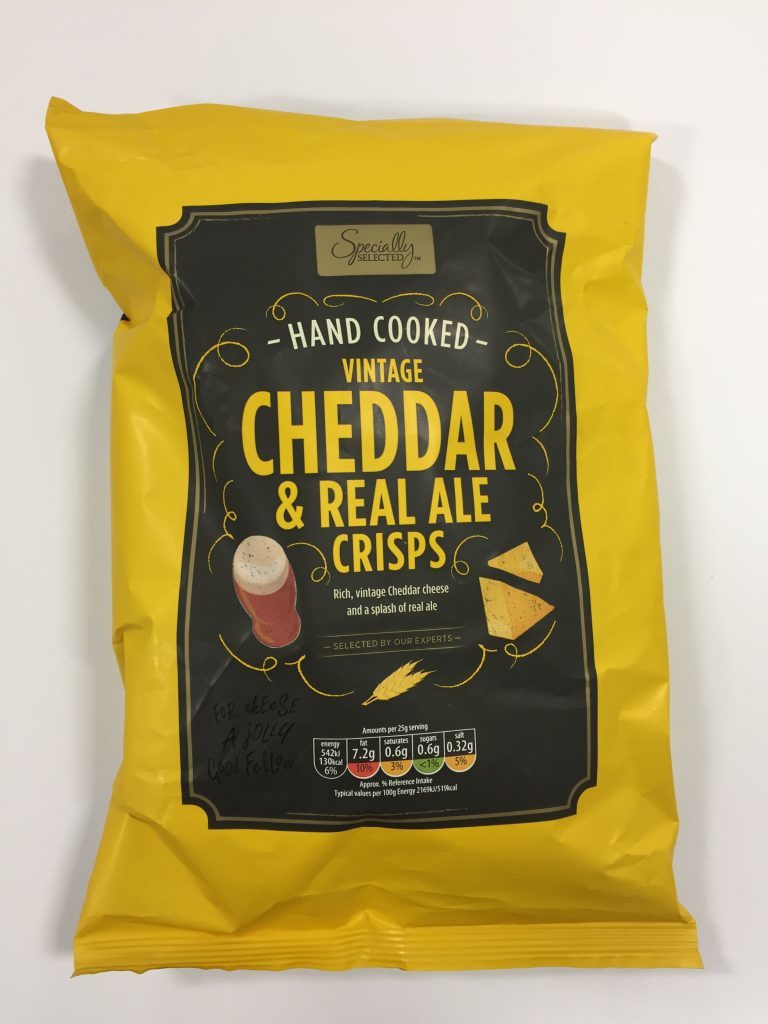 Specially
SELECTED™
- HAND COOKED -
VINTAGE
CHEDDAR
& REAL ALE
CRISPS
Rich, vintage Cheddar cheese
and a splash of real ale
— SELECTED BY OUR EXPERTS —
FOR chEeSE
A jOLLy
Good FelLow
Amounts per 25g serving
energy fat saturates sugars salt
542kJ 7.2g 0.6g 0.6g 0.32g
130kcal
6% 10% 3% <1% 5%
Approx. % Reference Intake
Typical values per 100g Energy 2169kJ/519kcal